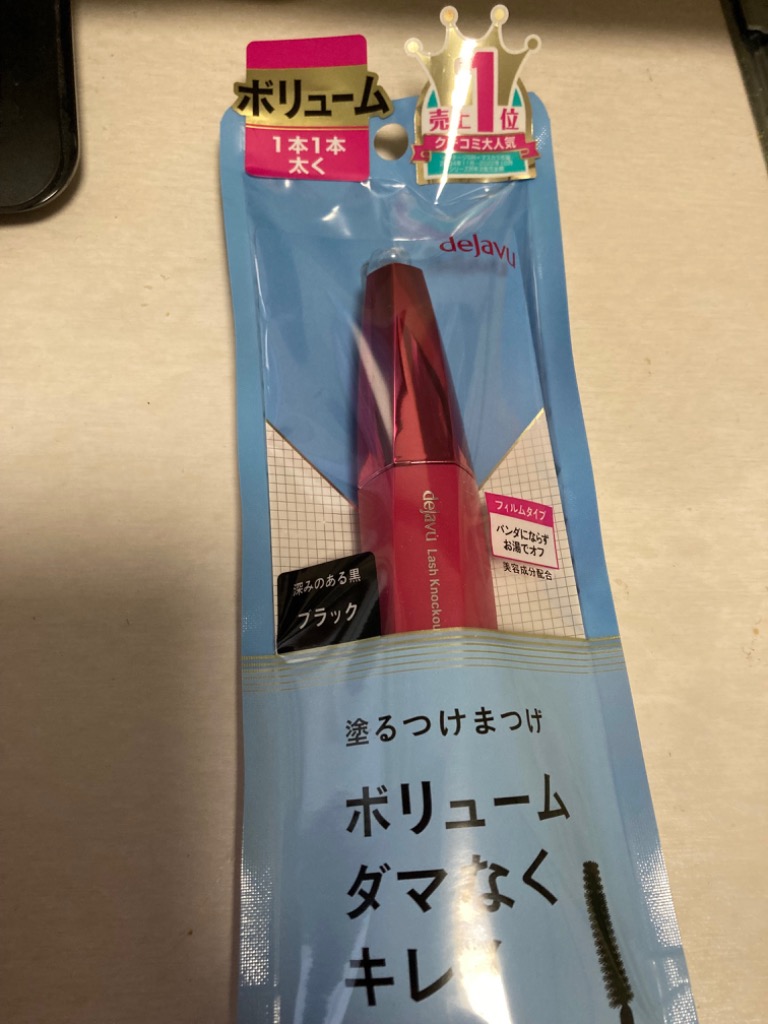 ボリューム
1本1本
太く
売上1位
クチコミ大人気
dejavu
dejavu Lash Knockou
フィルムタイプ
パンダにならず
お湯でオフ
美容成分配合
深みのある黒
ブラック
塗るつけまつげ
ボリューム
ダマなく
キレイ